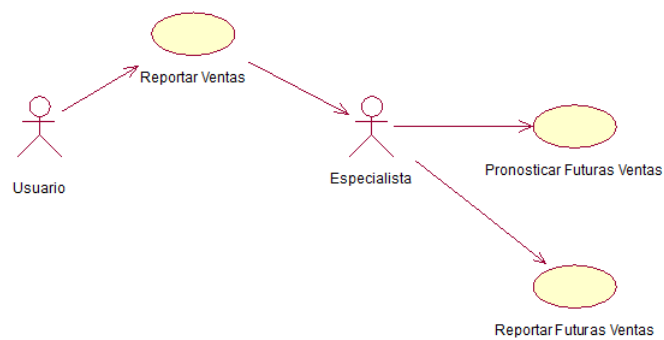 Reportar Ventas
Usuario
Especialista
Pronosticar Futuras Ventas
Reportar Futuras Ventas